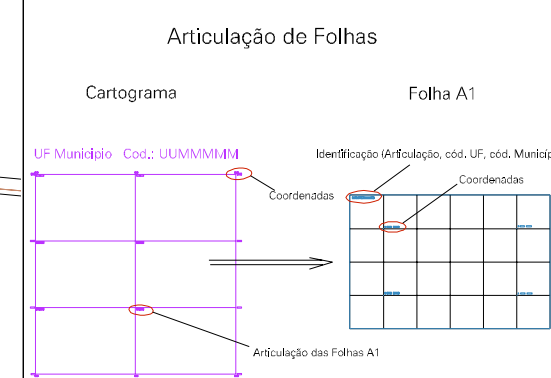 Articulação de Folhas
Cartograma
Folha A1
UF Municipio Cod.: UUMMMMM
Identificação (Articulação, cód. UF, cód. Municíp
Coordenadas
Coordenadas
Articulação das Folhas A1